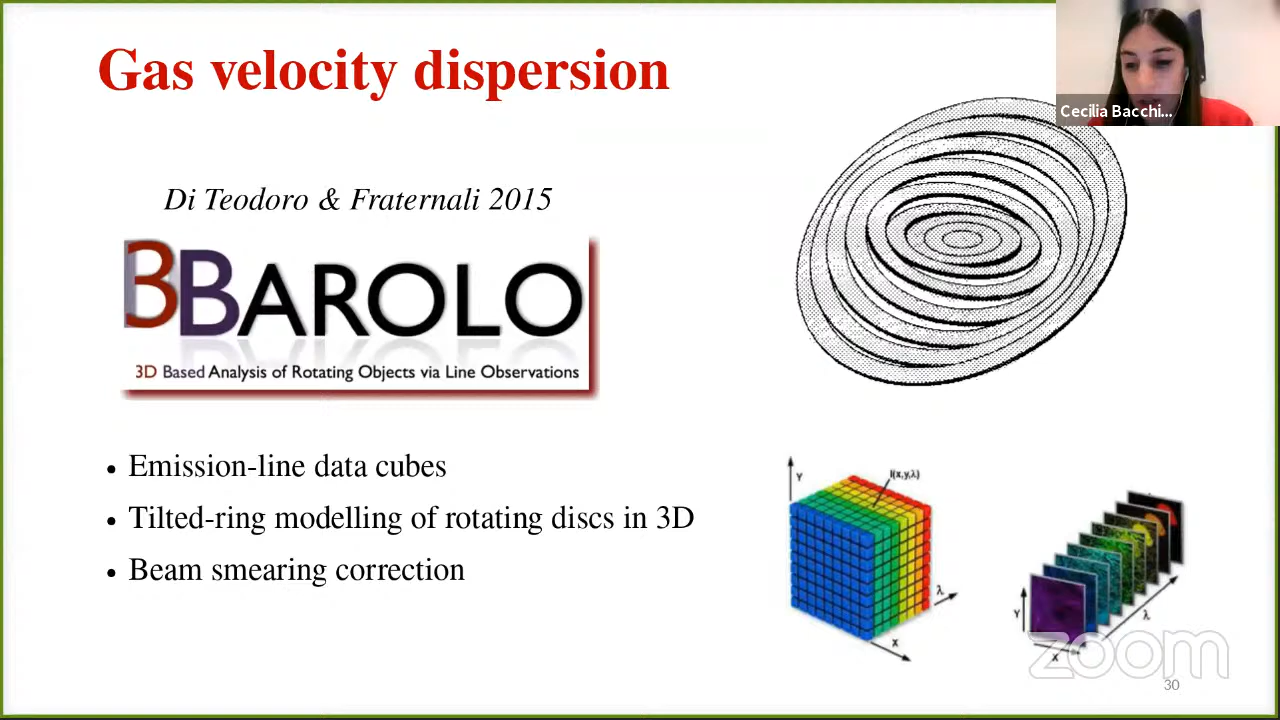 Gas velocity dispersion
Cecilia Bacchi...
Di Teodoro & Fraternali 2015
3BAROLO
3D Based Analysis of Rotating Objects via Line Observations
• Emission-line data cubes
• Tilted-ring modelling of rotating discs in 3D
• Beam smearing correction
Y
I(x,y,λ)
λ
X
Y
λ
X
zoom
30